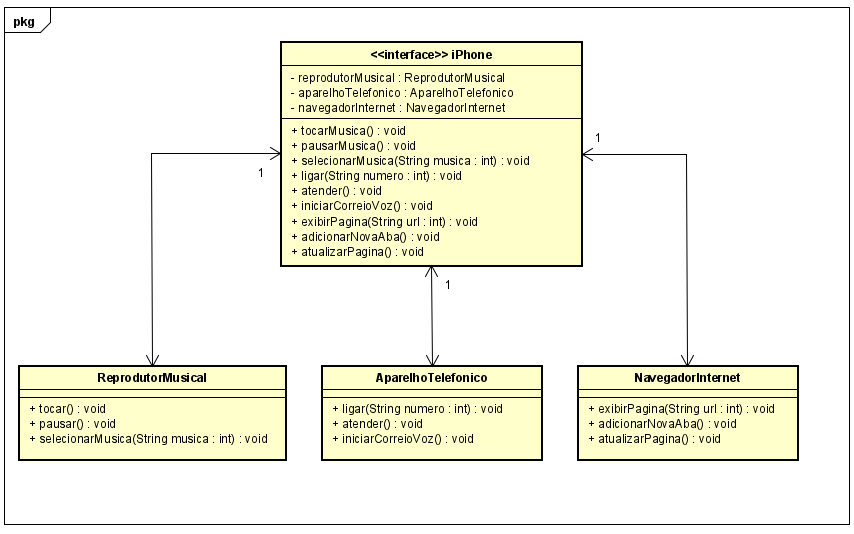 pkg
<<interface>> iPhone
- reprodutorMusical : ReprodutorMusical
- aparelhoTelefonico : AparelhoTelefonico
- navegadorInternet : NavegadorInternet
+ tocarMusica() : void
+ pausarMusica() : void
+ selecionarMusica(String musica : int) : void
+ ligar(String numero : int) : void
+ atender() : void
+ iniciarCorreioVoz() : void
+ exibirPagina(String url : int) : void
+ adicionarNovaAba() : void
+ atualizarPagina() : void
1
1
1
ReprodutorMusical
+ tocar() : void
+ pausar() : void
+ selecionarMusica(String musica : int) : void
AparelhoTelefonico
+ ligar(String numero : int) : void
+ atender() : void
+ iniciarCorreioVoz() : void
NavegadorInternet
+ exibirPagina(String url : int) : void
+ adicionarNovaAba() : void
+ atualizarPagina() : void